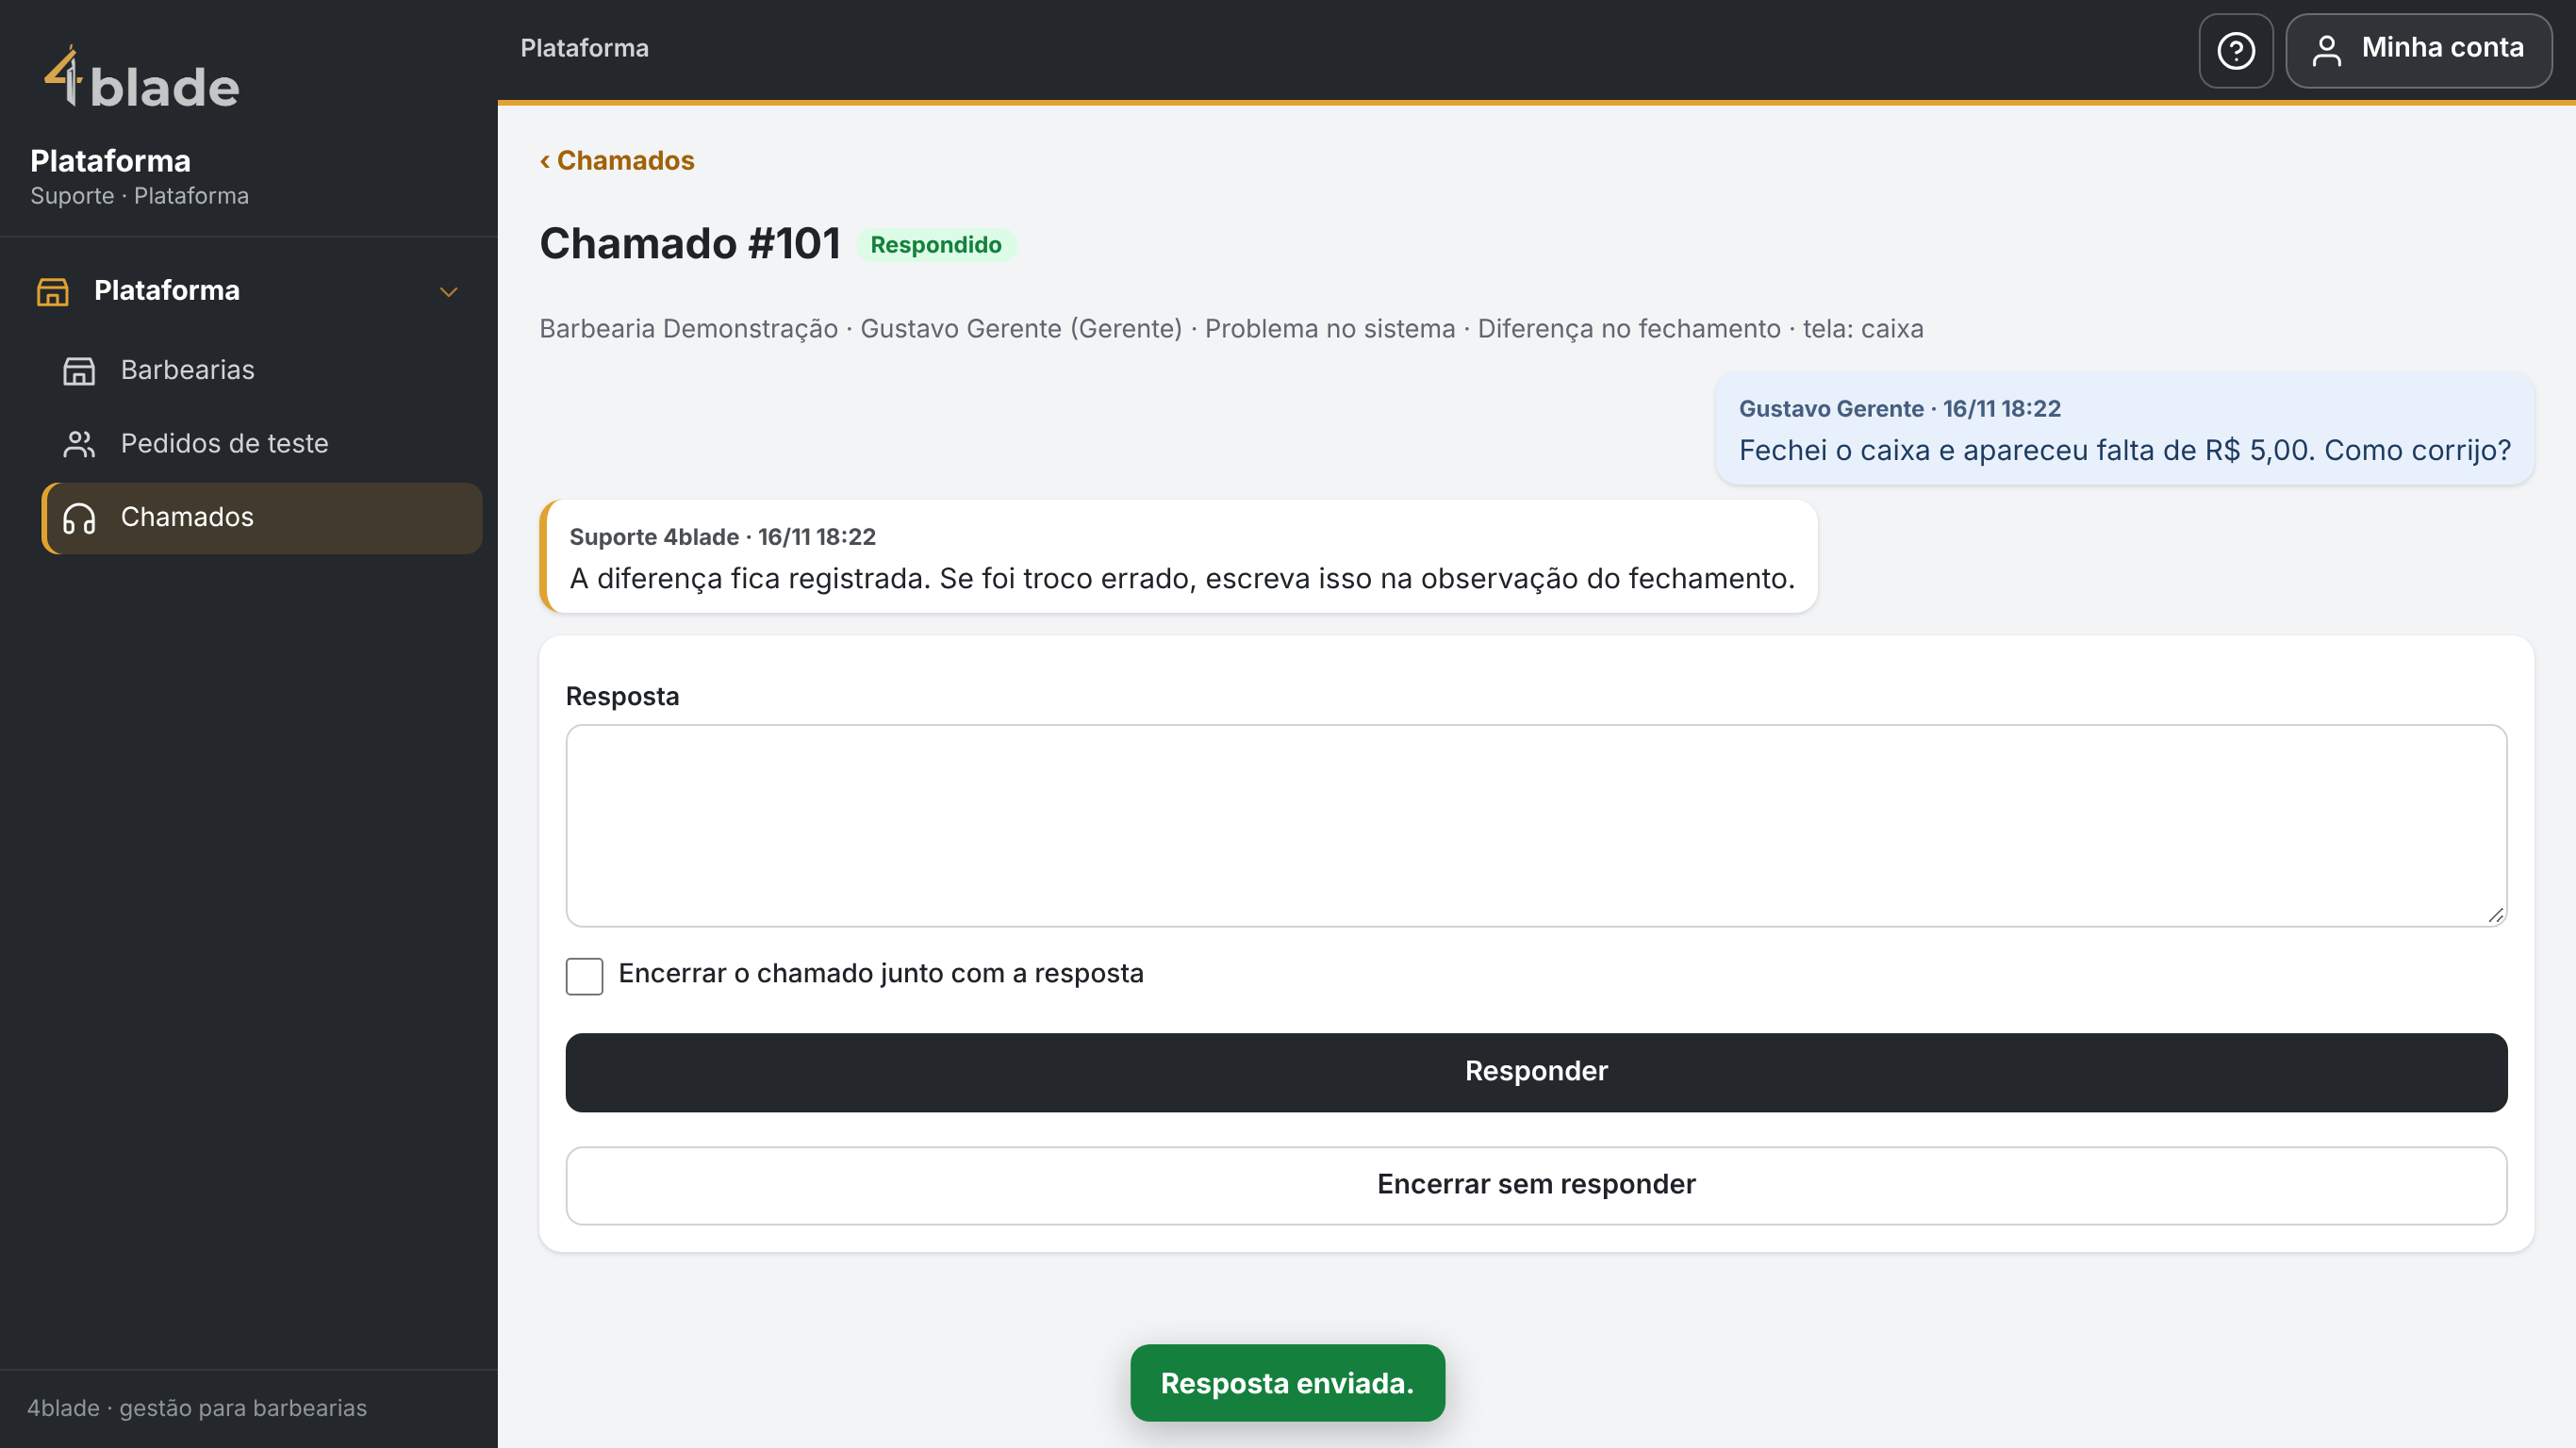 4blade
Plataforma
Suporte · Plataforma
Plataforma
Barbearias
Pedidos de teste
Chamados
4blade · gestão para barbearias
Plataforma
Minha conta
‹ Chamados
Chamado #101 Respondido
Barbearia Demonstração · Gustavo Gerente (Gerente) · Problema no sistema · Diferença no fechamento · tela: caixa
Gustavo Gerente · 16/11 18:22
Fechei o caixa e apareceu falta de R$ 5,00. Como corrijo?
Suporte 4blade · 16/11 18:22
A diferença fica registrada. Se foi troco errado, escreva isso na observação do fechamento.
Resposta
Encerrar o chamado junto com a resposta
Responder
Encerrar sem responder
Resposta enviada.